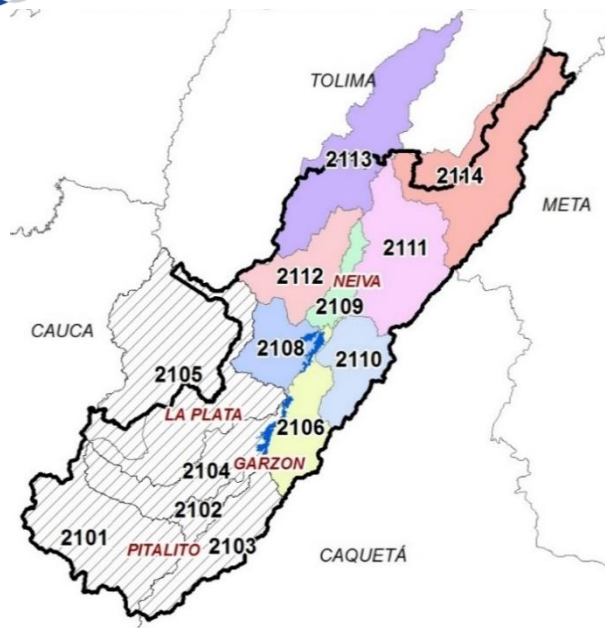 TOLIMA
2113
2114
META
2111
2112
NEIVA
2109
CAUCA
2108
2110
2105
LA PLATA
2106
2104
GARZON
2102
2101
PITALITO
2103
CAQUETÁ